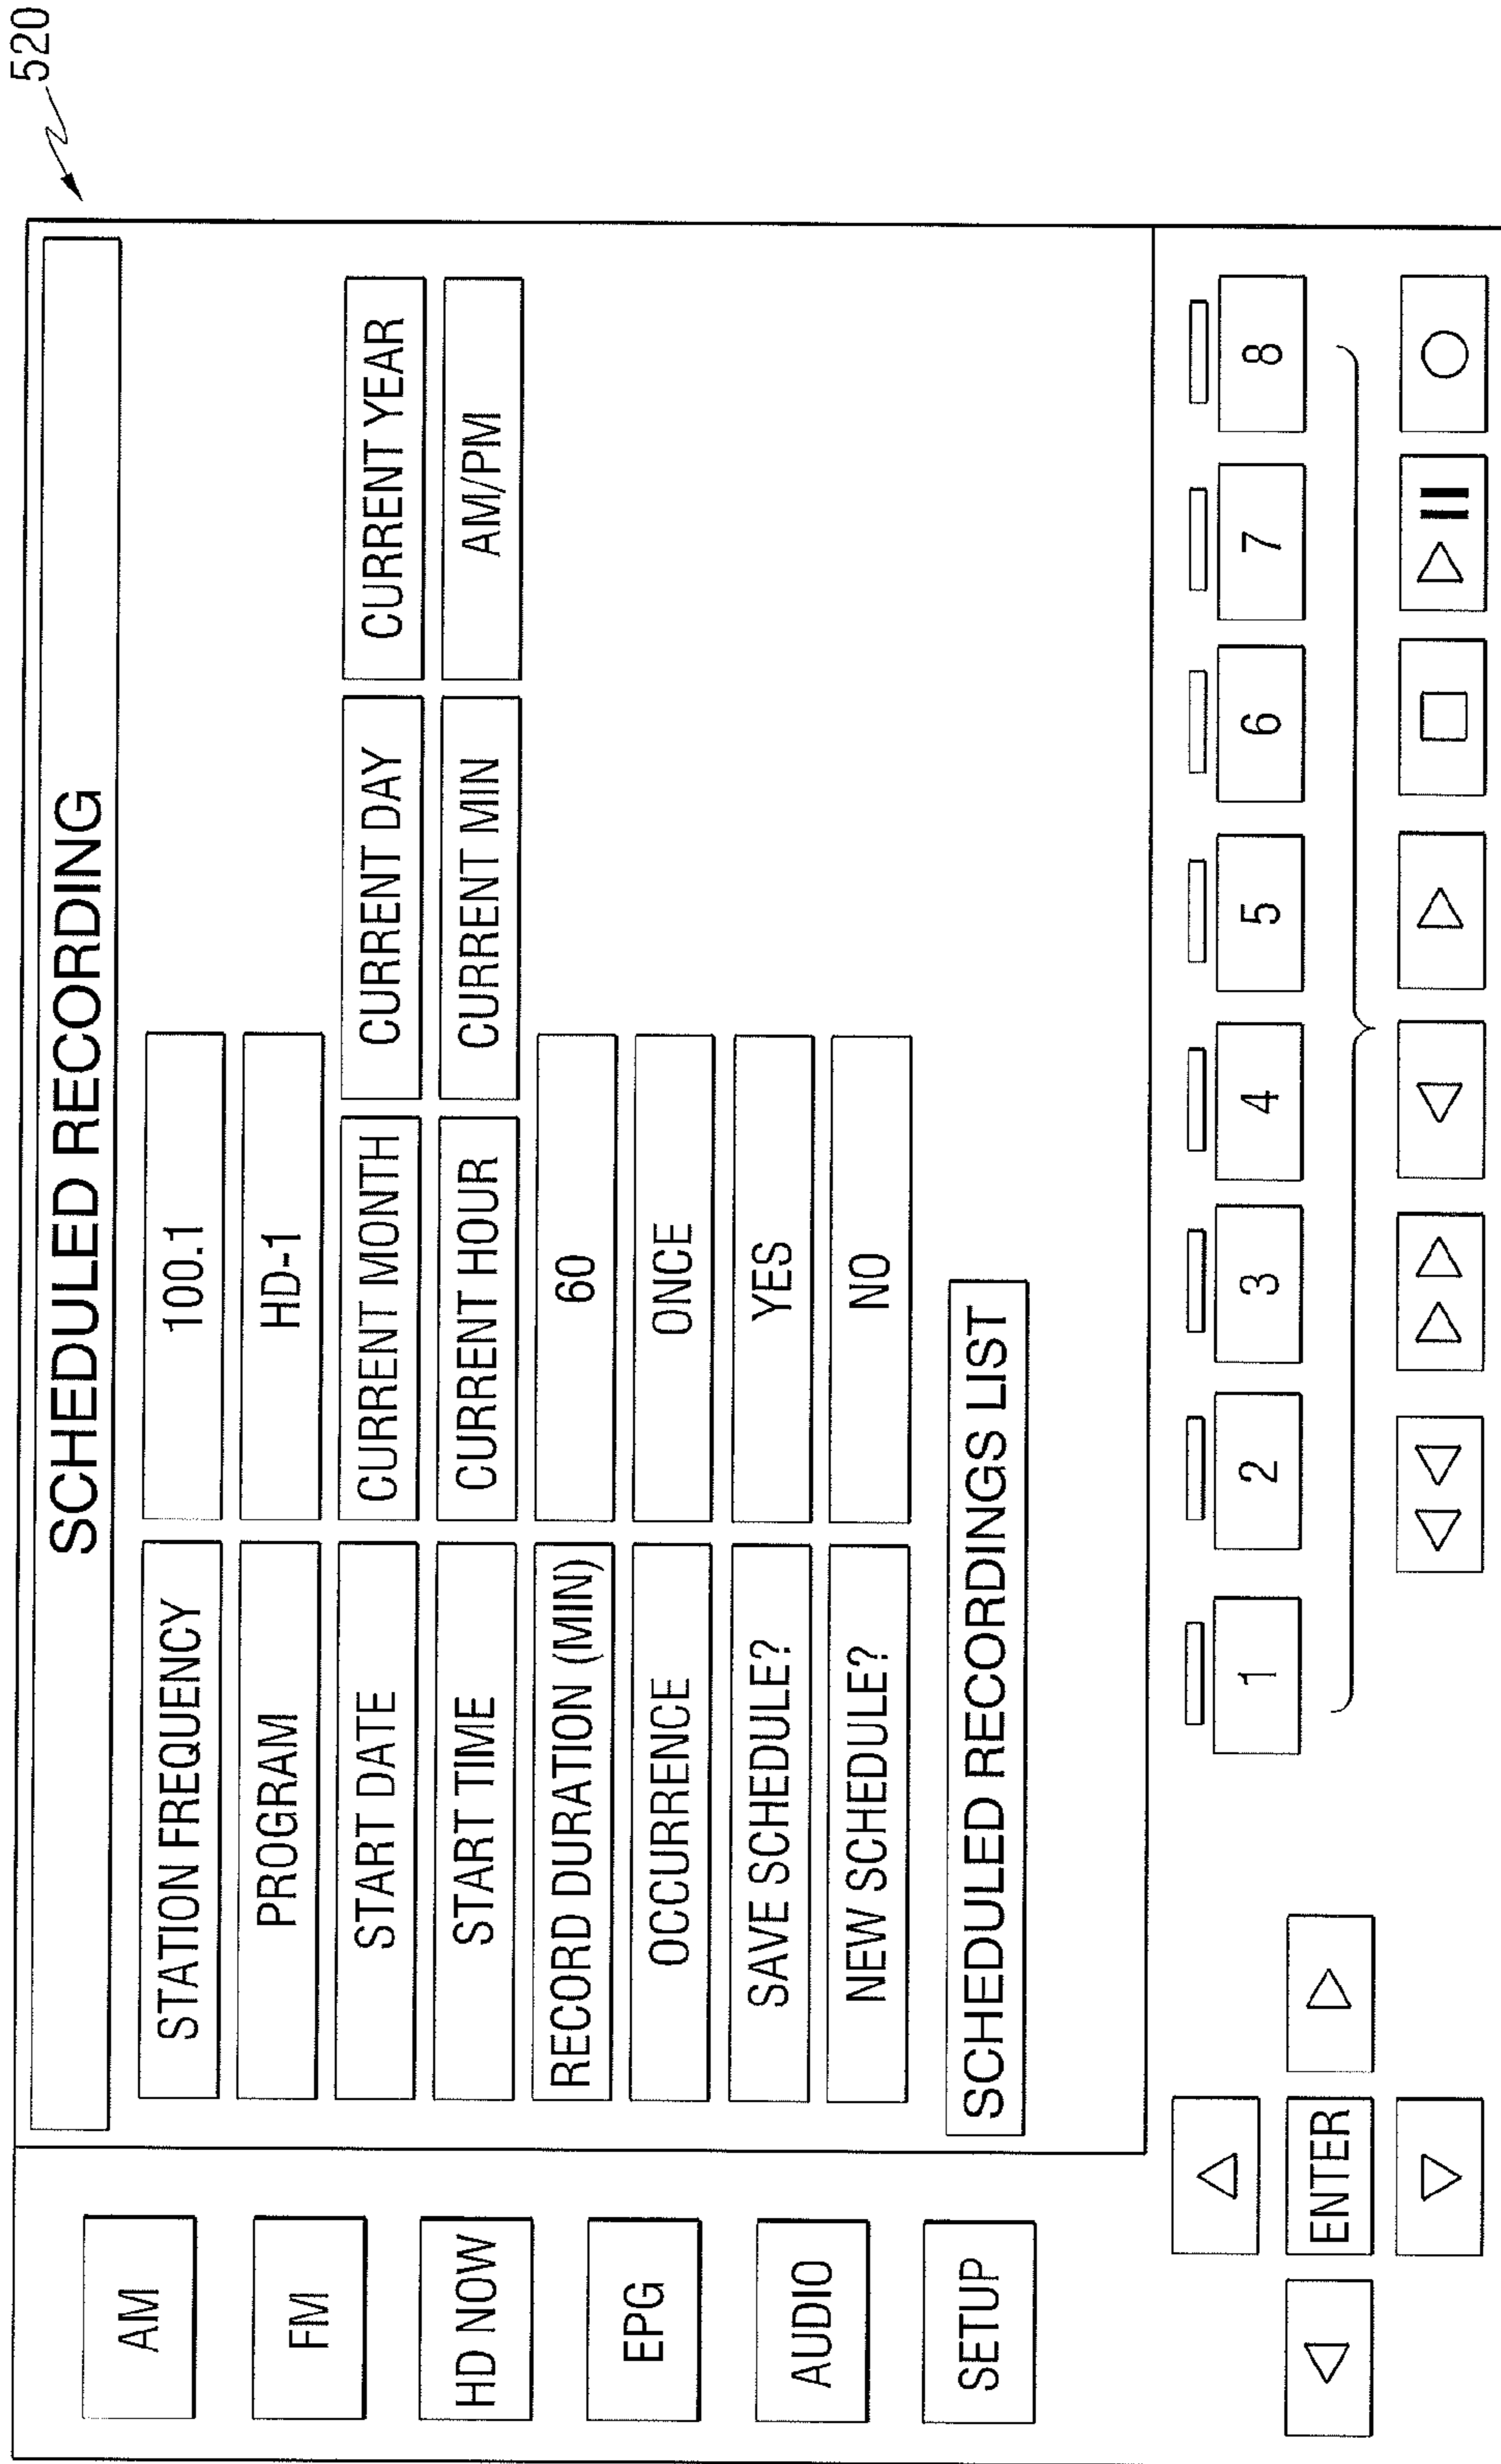 520
SCHEDULED RECORDING
AM
FM
HD NOW
EPG
AUDIO
SETUP
STATION FREQUENCY 100.1
PROGRAM HD-1
START DATE CURRENT MONTH CURRENT DAY CURRENT YEAR
START TIME CURRENT HOUR CURRENT MIN AM/PM
RECORD DURATION (MIN) 60
OCCURRENCE ONCE
SAVE SCHEDULE? YES
NEW SCHEDULE? NO
SCHEDULED RECORDINGS LIST
1 2 3 4 5 6 7 8
ENTER